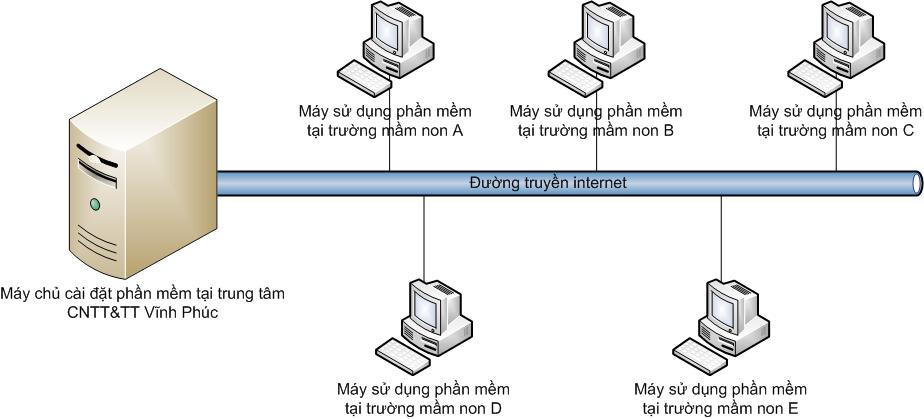 Máy sử dụng phần mềm
tại trường mầm non A
Máy sử dụng phần mềm
tại trường mầm non B
Máy sử dụng phần mềm
tại trường mầm non C
Đường truyền internet
Máy chủ cài đặt phần mềm tại trung tâm
CNTT&TT Vĩnh Phúc
Máy sử dụng phần mềm
tại trường mầm non D
Máy sử dụng phần mềm
tại trường mầm non E